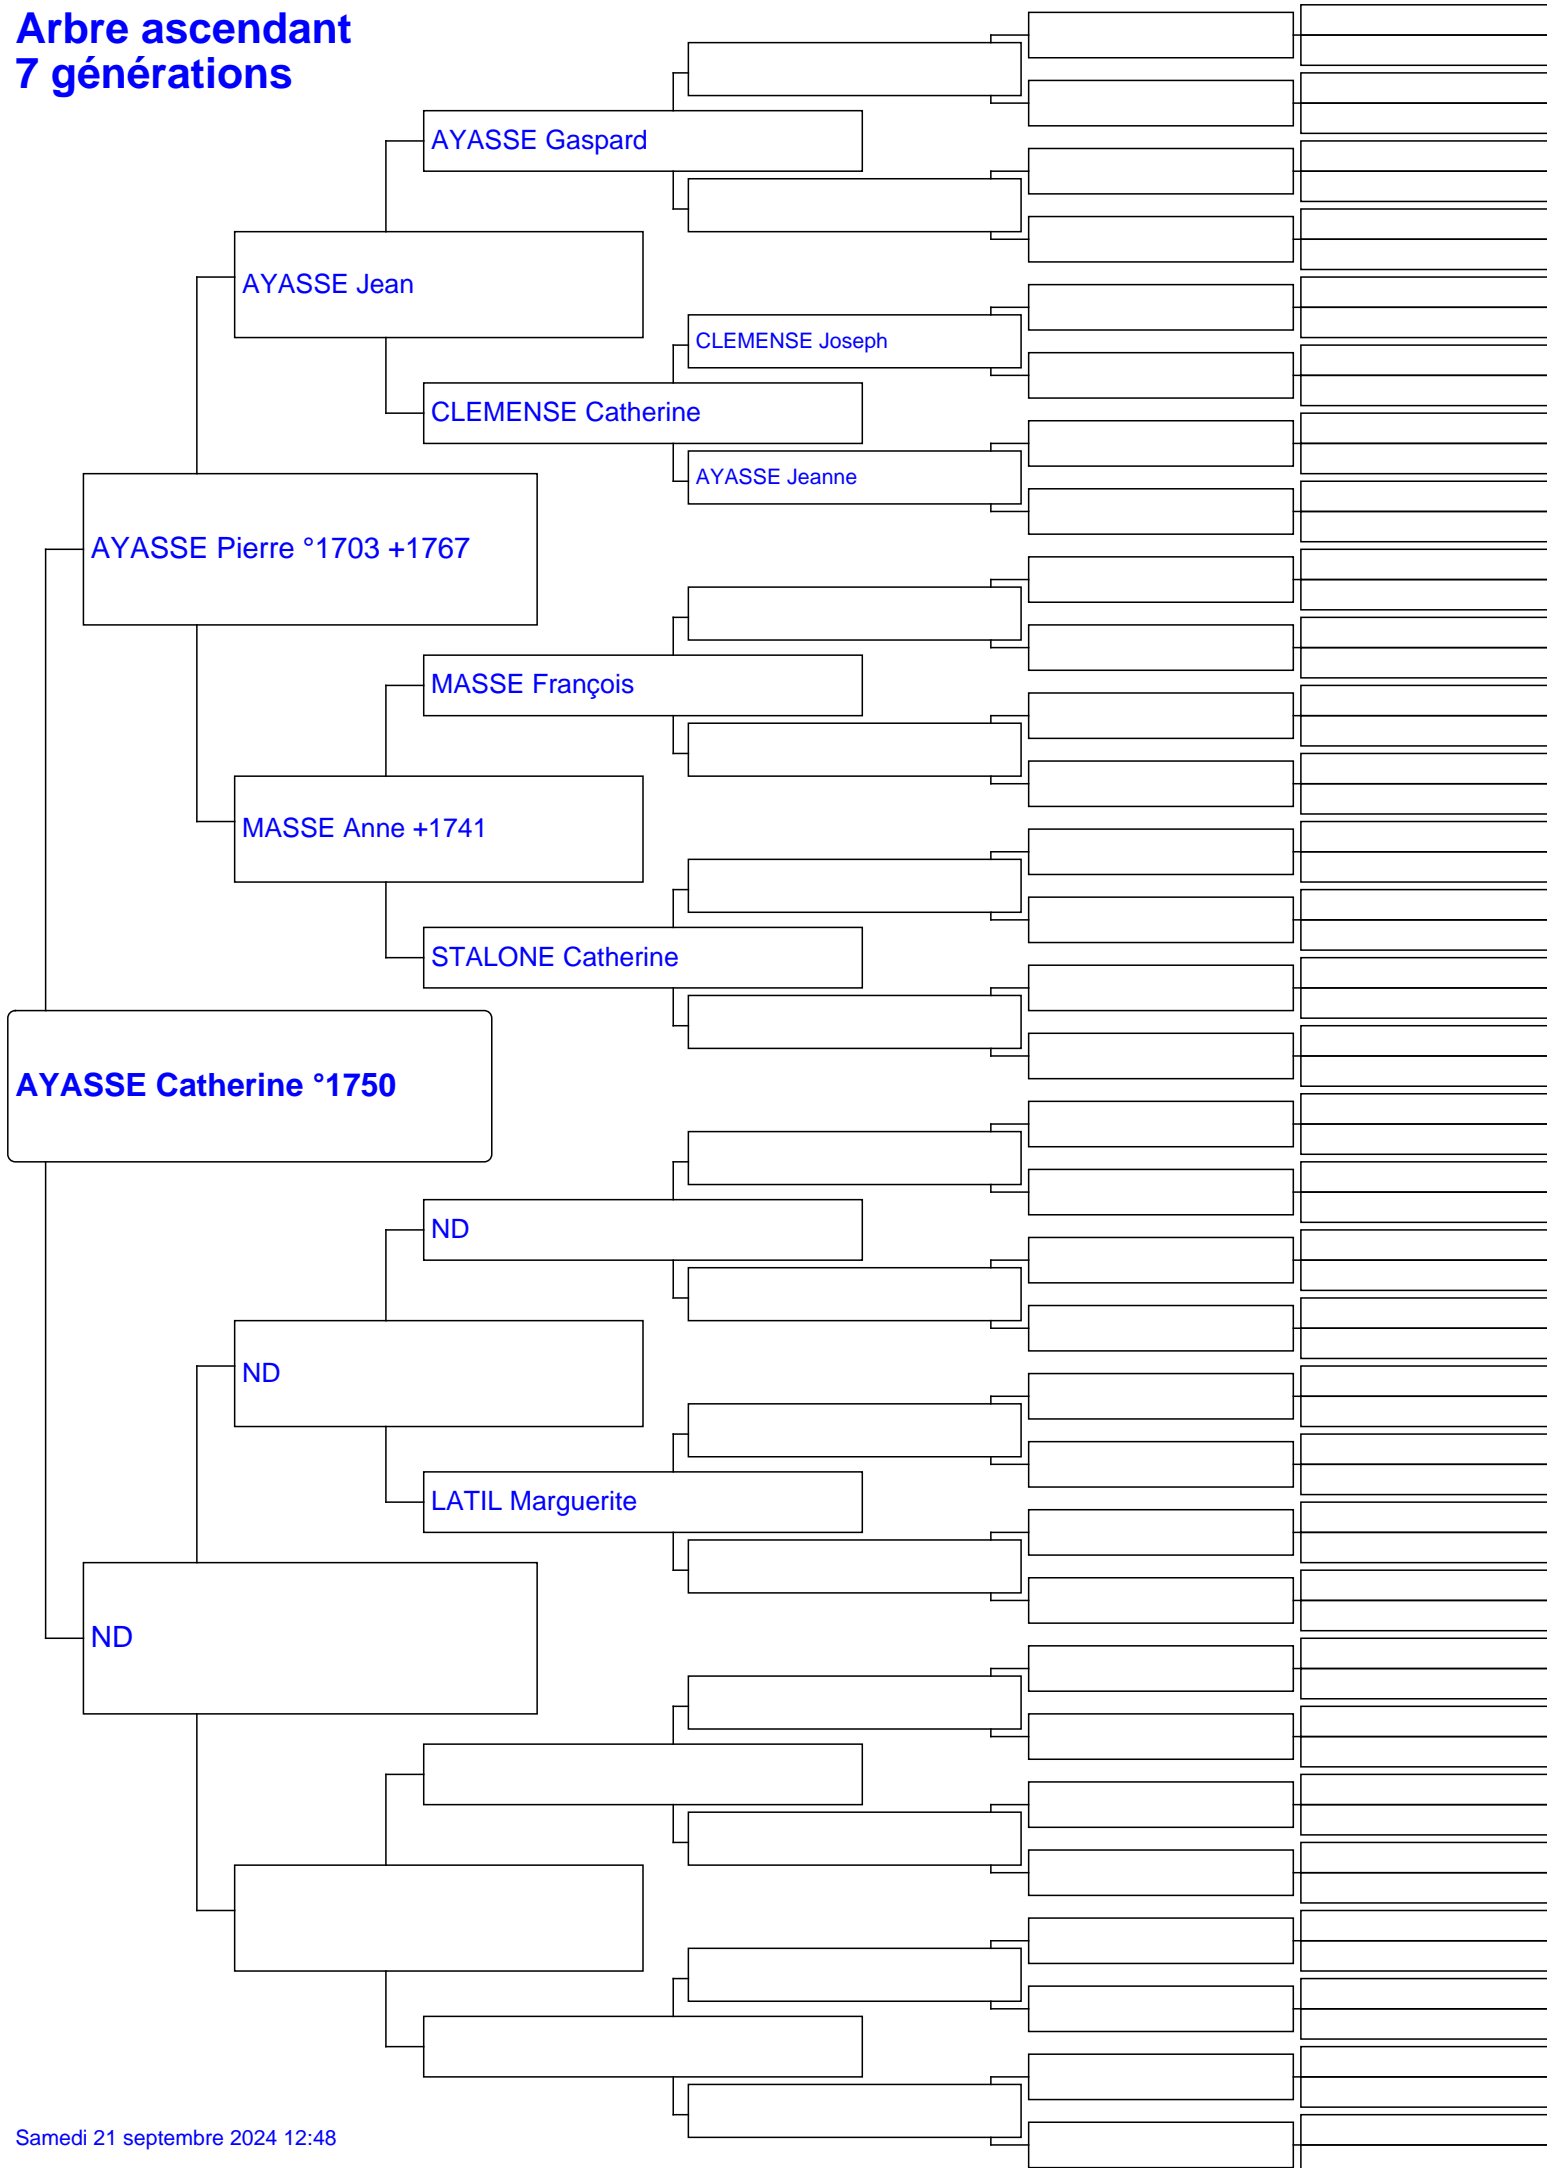 Arbre ascendant
7 générations
AYASSE Gaspard
AYASSE Jean
CLEMENSE Joseph
CLEMENSE Catherine
AYASSE Jeanne
AYASSE Pierre °1703 +1767
MASSE François
MASSE Anne +1741
STALONE Catherine
AYASSE Catherine °1750
ND
ND
LATIL Marguerite
ND
Samedi 21 septembre 2024 12:48